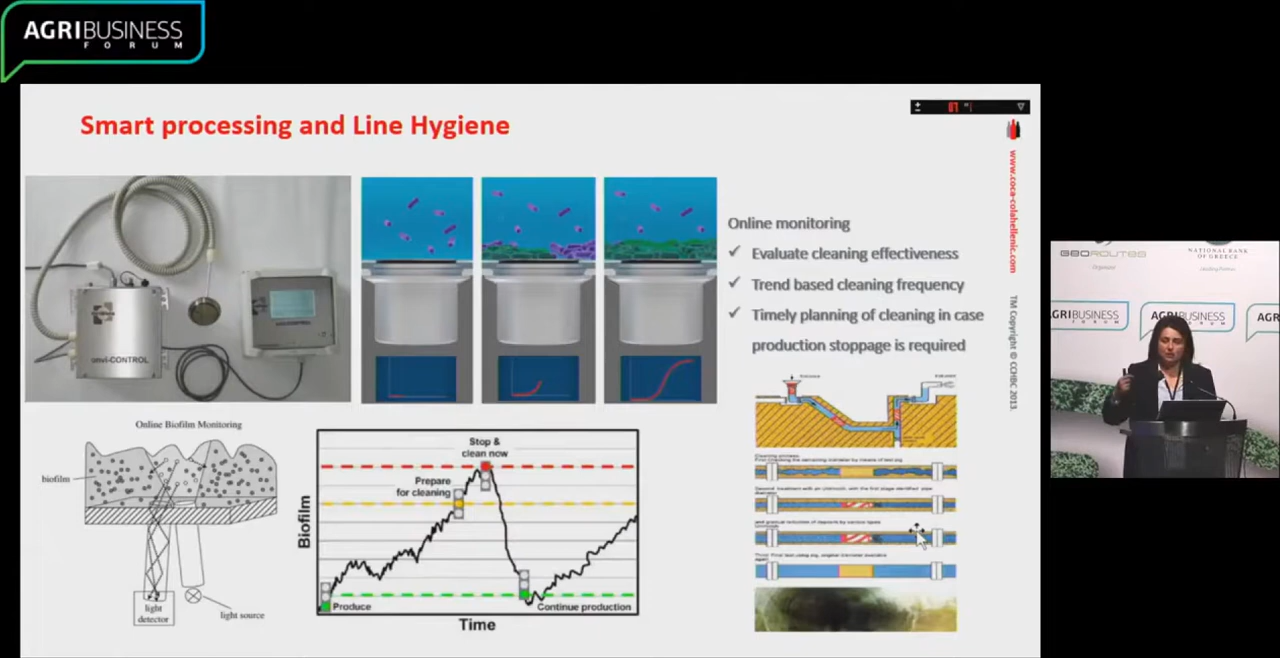 AGRIBUSINESS
FORUM
Smart processing and Line Hygiene
www.coca-colahellenic.com
TM Copyright © CCHBC 2013.
Online monitoring
✓ Evaluate cleaning effectiveness
✓ Trend based cleaning frequency
✓ Timely planning of cleaning in case
production stoppage is required
onvi-CONTROL
Online Biofilm Monitoring
biofilm
light
detector
light source
Biofilm
Stop &
clean now
Prepare
for cleaning
Produce
Continue production
Time
GEOROUTES
Organiser
NATIONAL BANK
OF GREECE
AGRIBUSINESS
FORUM
AGRIBUSINESS
FORUM
AGRI